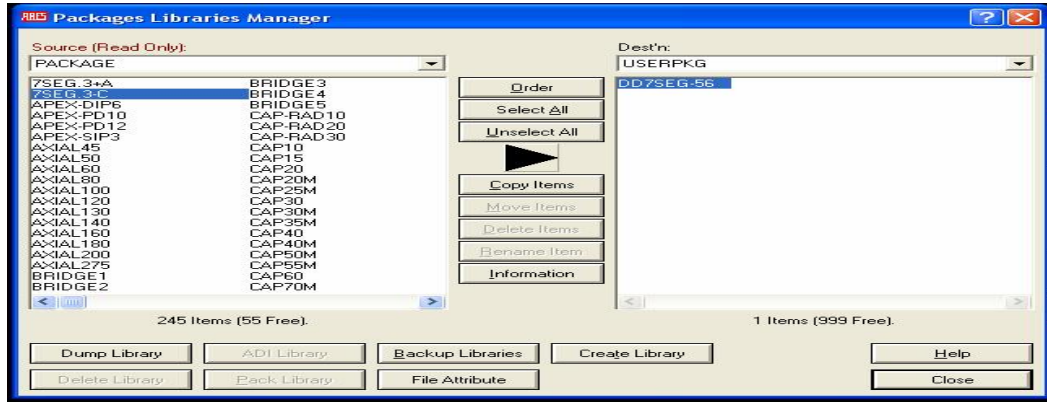 ARES Packages Libraries Manager
Source (Read Only):
PACKAGE
7SEG.3+A
7SEG.3-C
APEX-DIP6
APEX-PD10
APEX-PD12
APEX-SIP3
AXIAL45
AXIAL50
AXIAL60
AXIAL80
AXIAL100
AXIAL120
AXIAL130
AXIAL140
AXIAL160
AXIAL180
AXIAL200
AXIAL275
BRIDGE1
BRIDGE2
BRIDGE3
BRIDGE4
BRIDGE5
CAP-RAD10
CAP-RAD20
CAP-RAD30
CAP10
CAP15
CAP20
CAP20M
CAP25M
CAP30
CAP30M
CAP35M
CAP40
CAP40M
CAP50M
CAP55M
CAP60
CAP70M
245 Items (55 Free).
Order
Select All
Unselect All
Copy Items
Move Items
Delete Items
Rename Item
Information
Dest'n:
USERPKG
DD7SEG-56
1 Items (999 Free).
Dump Library
ADI Library
Backup Libraries
Create Library
Help
Delete Library
Pack Library
File Attribute
Close